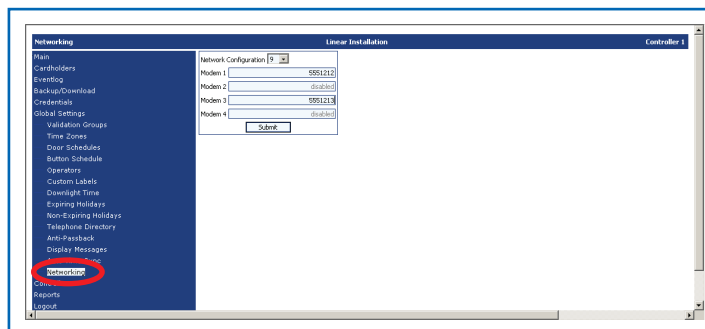 Networking Linear Installation Controller 1
Main
Cardholders
Eventlog
Backup/Download
Credentials
Global Settings
Validation Groups
Time Zones
Door Schedules
Button Schedule
Operators
Custom Labels
Downlight Time
Expiring Holidays
Non-Expiring Holidays
Telephone Directory
Anti-Passback
Display Messages
Networking
Reports
Logout
Network Configuration 9
Modem 1 5551212
Modem 2 disabled
Modem 3 5551213
Modem 4 disabled
Submit